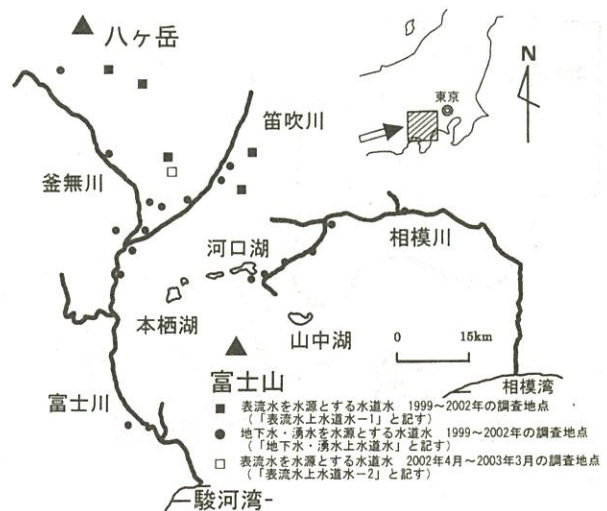 八ヶ岳
N
東京
笛吹川
釜無川
河口湖
相模川
本栖湖
山中湖
0 15km
富士山
相模湾
富士川
■ 表流水を水源とする水道水 1999~2002年の調査地点
(「表流水上水道水-1」と記す)
● 地下水・湧水を水源とする水道水 1999~2002年の調査地点
(「地下水・湧水上水道水」と記す)
□ 表流水を水源とする水道水 2002年4月~2003年3月の調査地点
(「表流水上水道水-2」と記す)
駿河湾